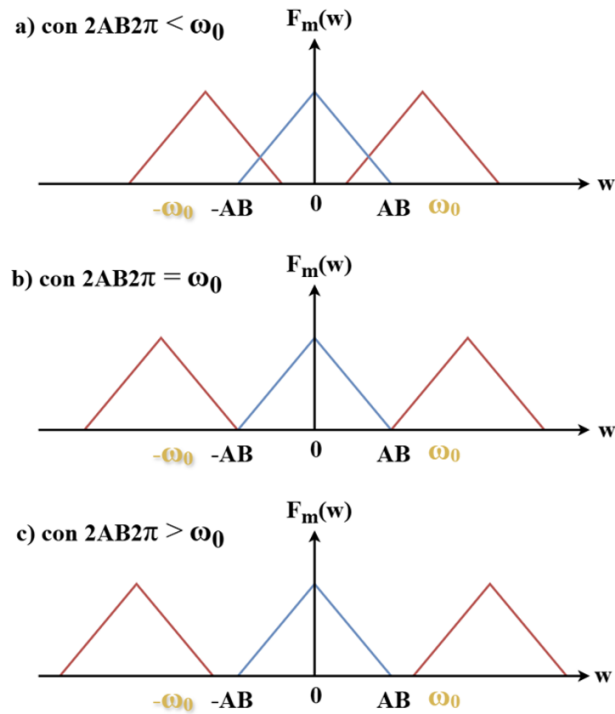 a) con 2AB2π < ω₀
Fₘ(w)
-ω₀ -AB 0 AB ω₀ w
b) con 2AB2π = ω₀
Fₘ(w)
-ω₀ -AB 0 AB ω₀ w
c) con 2AB2π > ω₀
Fₘ(w)
-ω₀ -AB 0 AB ω₀ w